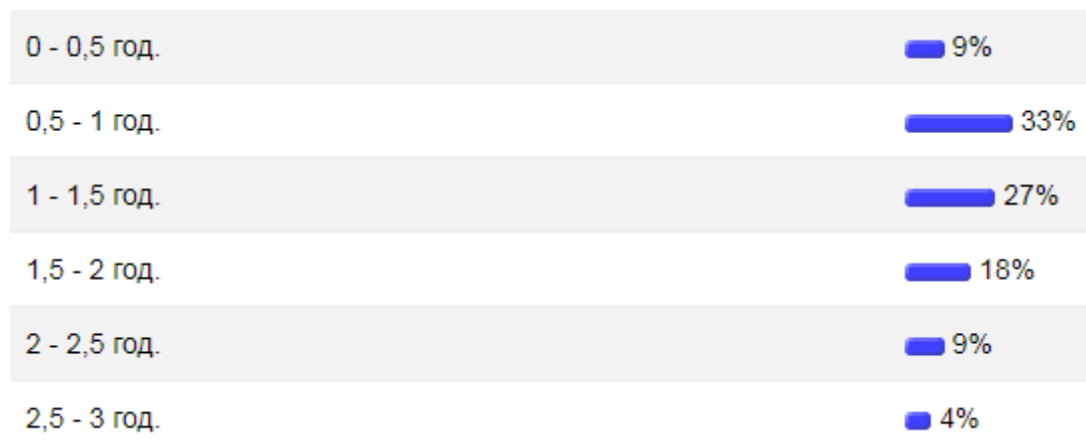 0 - 0,5 год. 9%
0,5 - 1 год. 33%
1 - 1,5 год. 27%
1,5 - 2 год. 18%
2 - 2,5 год. 9%
2,5 - 3 год. 4%